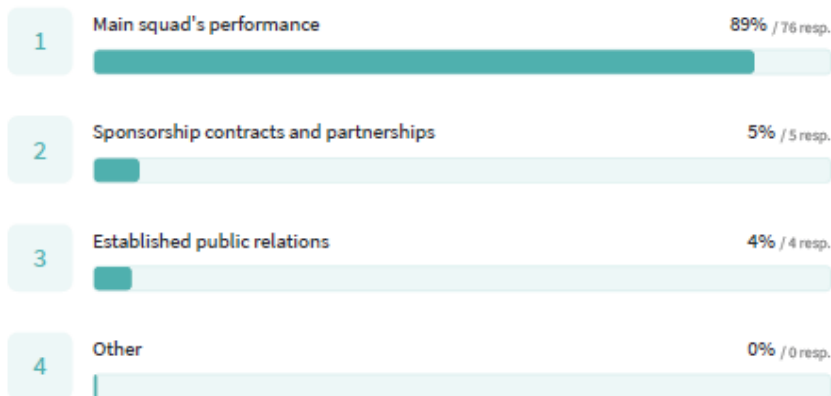 1
Main squad's performance
89% / 76 resp.
2
Sponsorship contracts and partnerships
5% / 5 resp.
3
Established public relations
4% / 4 resp.
4
Other
0% / 0 resp.